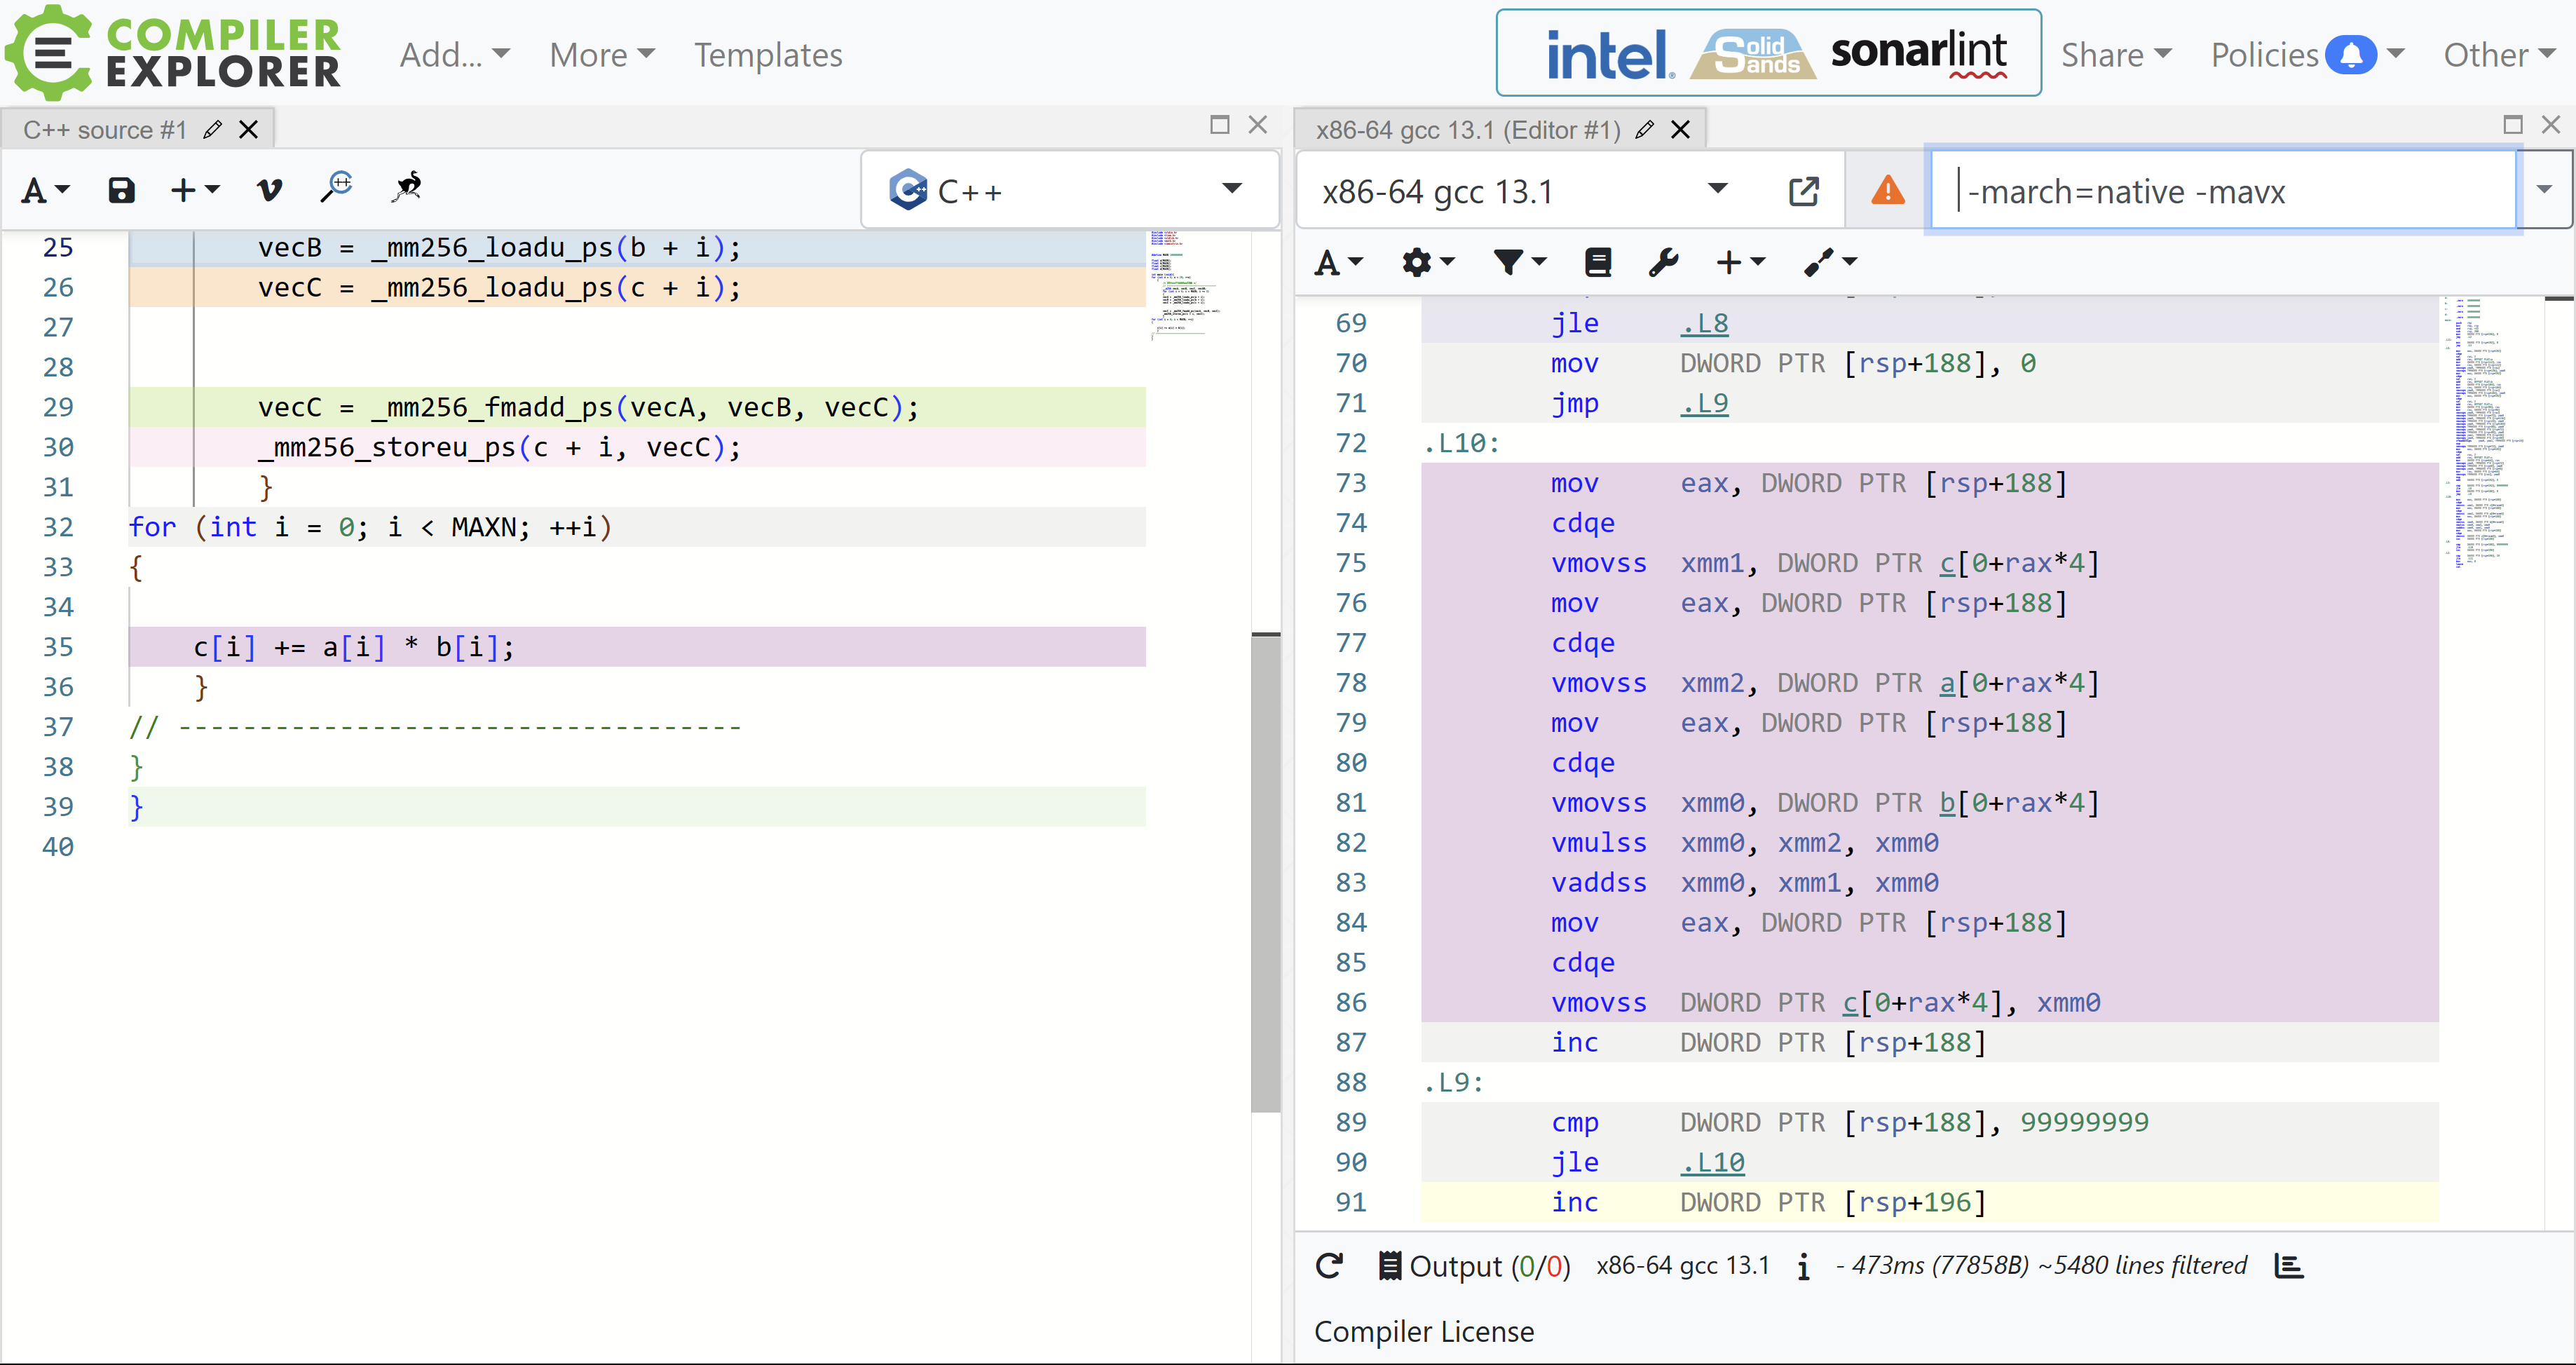 COMPILER EXPLORER
Add... More Templates
intel. Solid Sands sonarlint Share Policies Other
C++ source #1
x86-64 gcc 13.1 (Editor #1)
A C++
x86-64 gcc 13.1 -march=native -mavx
A
25 vecB = _mm256_loadu_ps(b + i);
26 vecC = _mm256_loadu_ps(c + i);
27
28
29 vecC = _mm256_fmadd_ps(vecA, vecB, vecC);
30 _mm256_storeu_ps(c + i, vecC);
31 }
32 for (int i = 0; i < MAXN; ++i)
33 {
34
35 c[i] += a[i] * b[i];
36 }
37 // -----------------------------------
38 }
39 }
40
69 jle .L8
70 mov DWORD PTR [rsp+188], 0
71 jmp .L9
72 .L10:
73 mov eax, DWORD PTR [rsp+188]
74 cdqe
75 vmovss xmm1, DWORD PTR c[0+rax*4]
76 mov eax, DWORD PTR [rsp+188]
77 cdqe
78 vmovss xmm2, DWORD PTR a[0+rax*4]
79 mov eax, DWORD PTR [rsp+188]
80 cdqe
81 vmovss xmm0, DWORD PTR b[0+rax*4]
82 vmulss xmm0, xmm2, xmm0
83 vaddss xmm0, xmm1, xmm0
84 mov eax, DWORD PTR [rsp+188]
85 cdqe
86 vmovss DWORD PTR c[0+rax*4], xmm0
87 inc DWORD PTR [rsp+188]
88 .L9:
89 cmp DWORD PTR [rsp+188], 99999999
90 jle .L10
91 inc DWORD PTR [rsp+196]
Output (0/0) x86-64 gcc 13.1 i - 473ms (77858B) ~5480 lines filtered
Compiler License